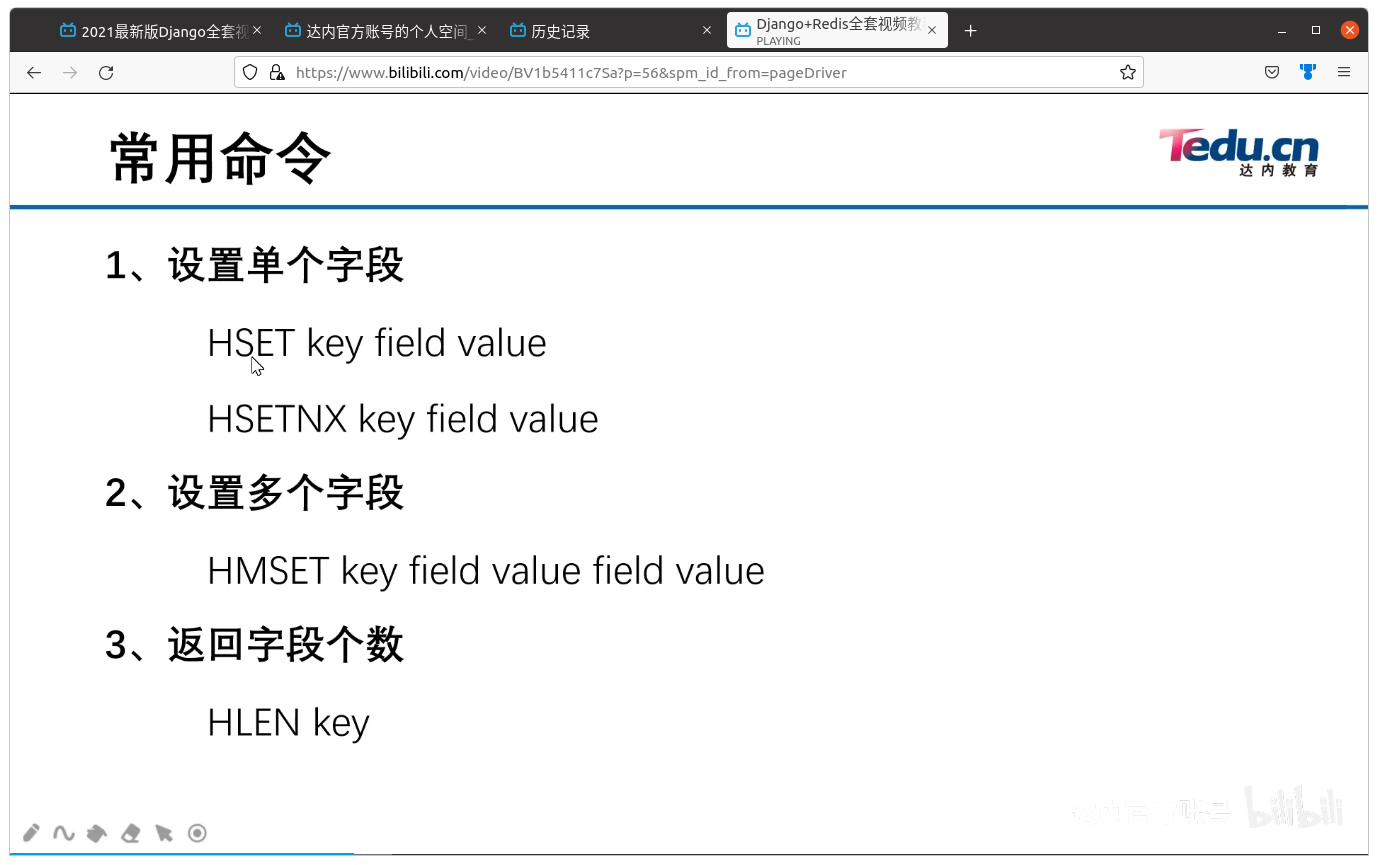 2021最新版Django全套视
达内官方账号的个人空间_
历史记录
Django+Redis全套视频教
PLAYING
https://www.bilibili.com/video/BV1b5411c7Sa?p=56&spm_id_from=pageDriver
常用命令
Tedu.cn
达内教育
1、设置单个字段
HSET key field value
HSETNX key field value
2、设置多个字段
HMSET key field value field value
3、返回字段个数
HLEN key
达内官方账号 bilibili